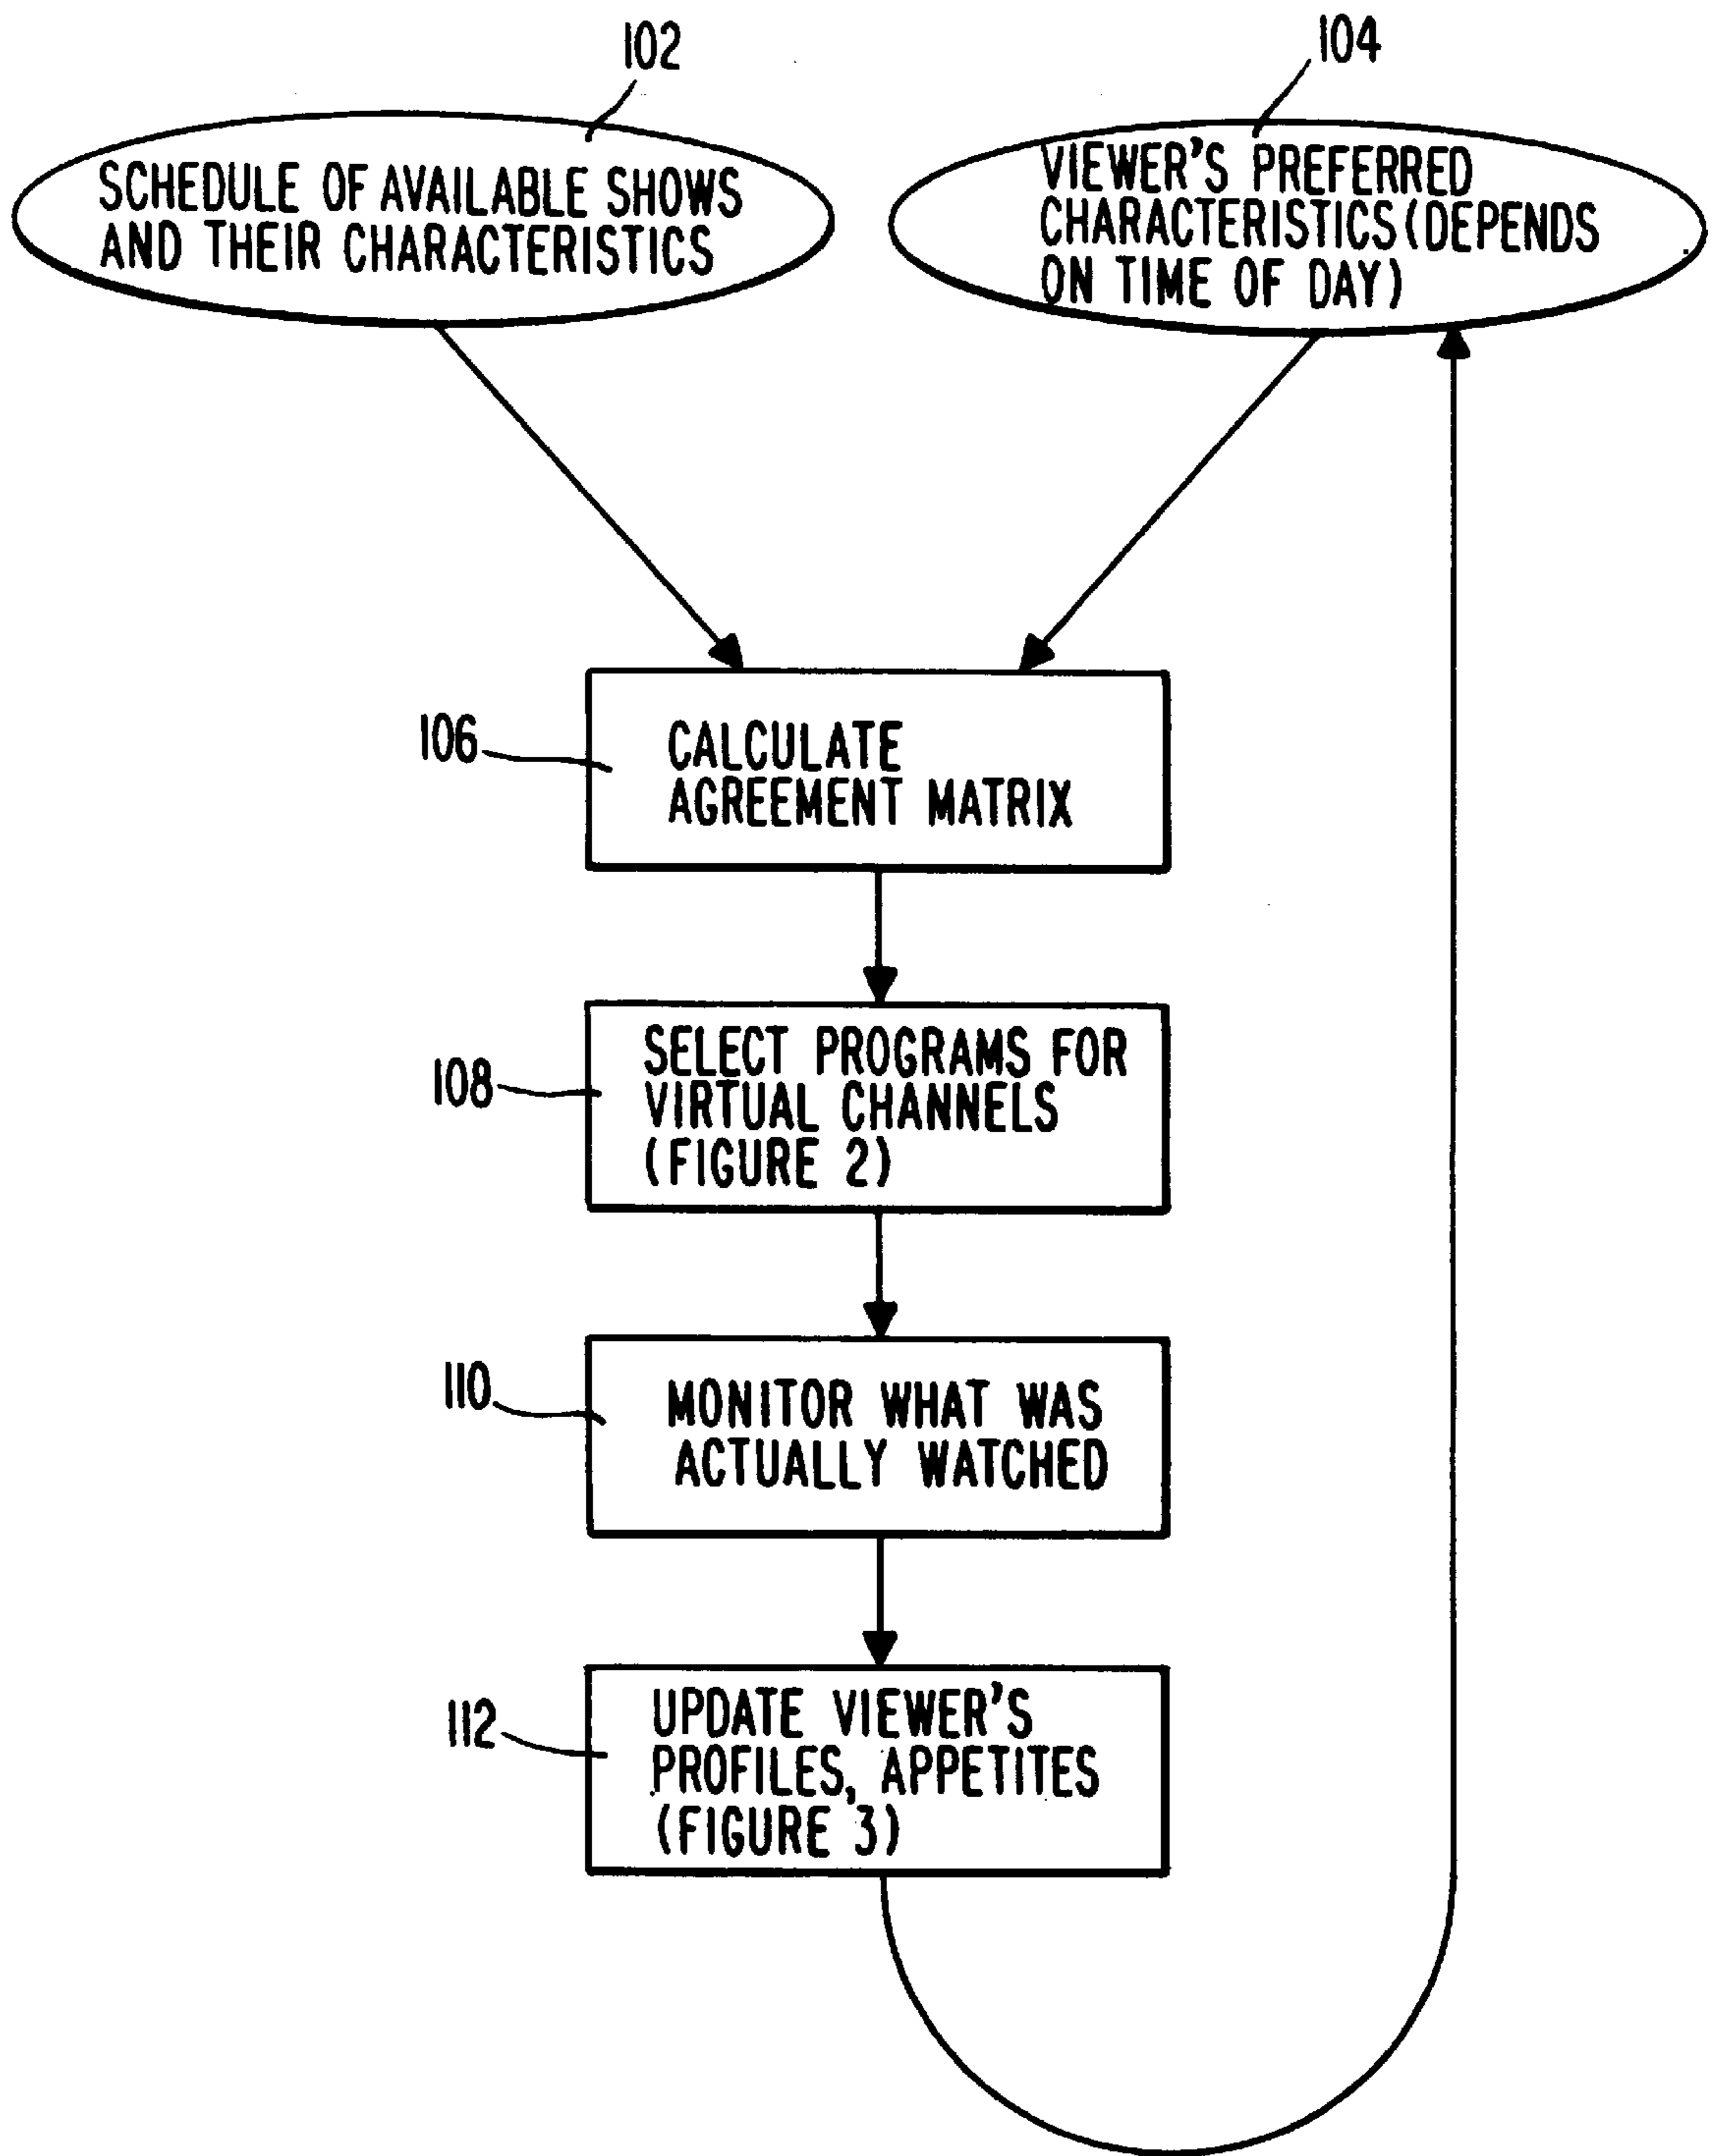 102
104
SCHEDULE OF AVAILABLE SHOWS
AND THEIR CHARACTERISTICS
VIEWER'S PREFERRED
CHARACTERISTICS (DEPENDS
ON TIME OF DAY)
106
CALCULATE
AGREEMENT MATRIX
108
SELECT PROGRAMS FOR
VIRTUAL CHANNELS
(FIGURE 2)
110
MONITOR WHAT WAS
ACTUALLY WATCHED
112
UPDATE VIEWER'S
PROFILES, APPETITES
(FIGURE 3)